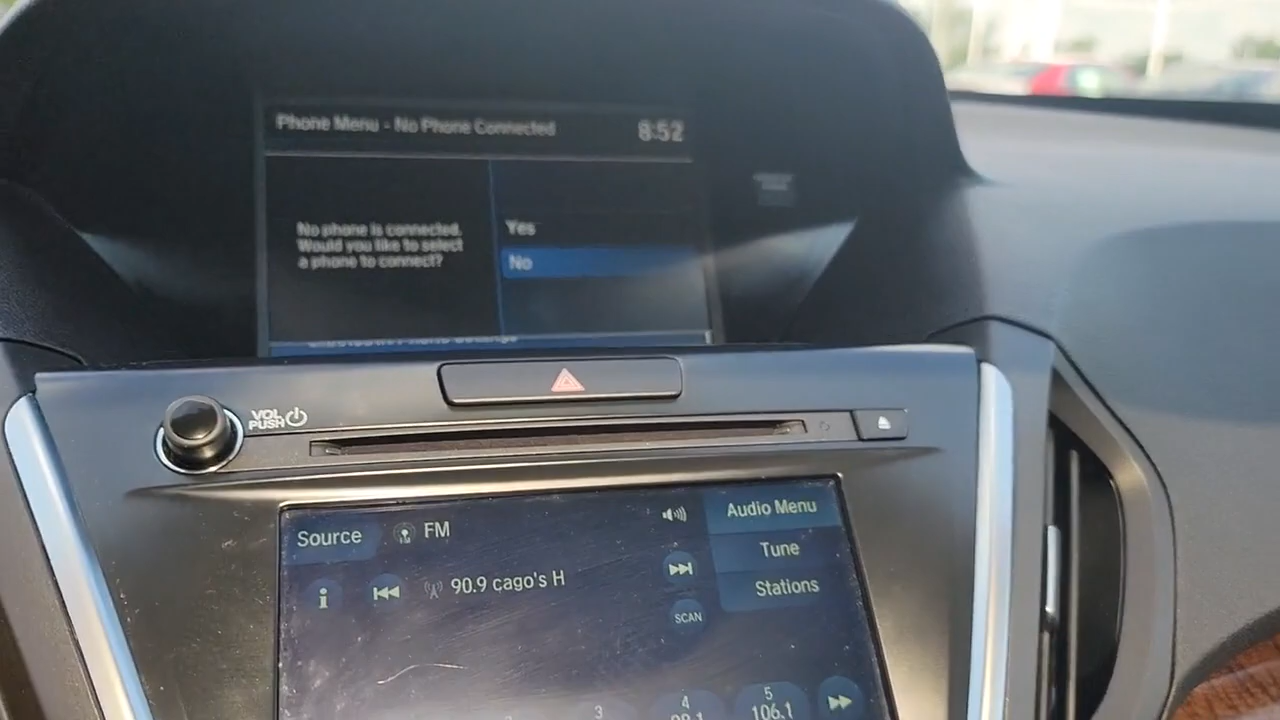 Phone Menu - No Phone Connected
8:52
No phone is connected.
Would you like to select
a phone to connect?
Yes
No
VOL
PUSH
Source
FM
Audio Menu
Tune
90.9 cago's H
Stations
SCAN
3
4
5
106.1